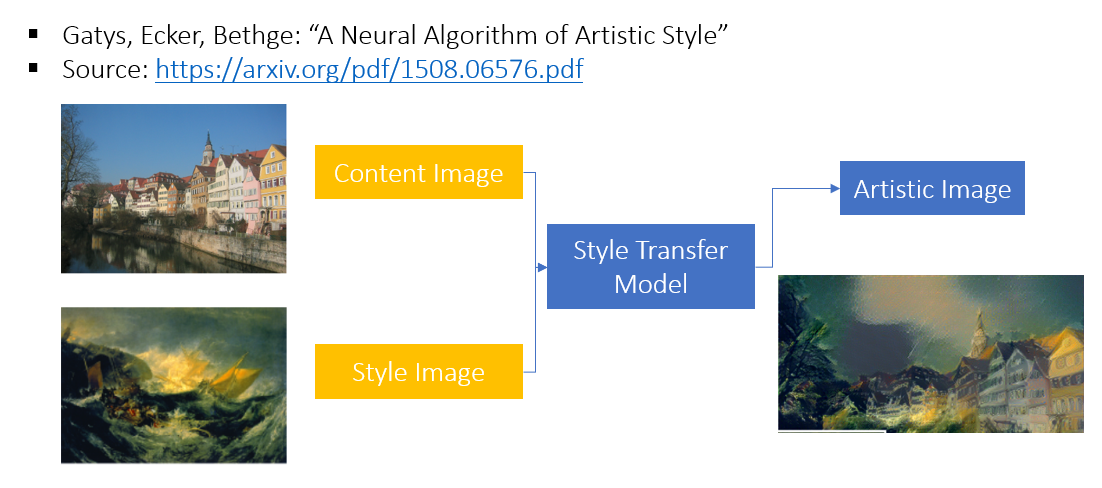 ▪ Gatys, Ecker, Bethge: “A Neural Algorithm of Artistic Style”
▪ Source: https://arxiv.org/pdf/1508.06576.pdf
Content Image
Artistic Image
Style Transfer
Model
Style Image